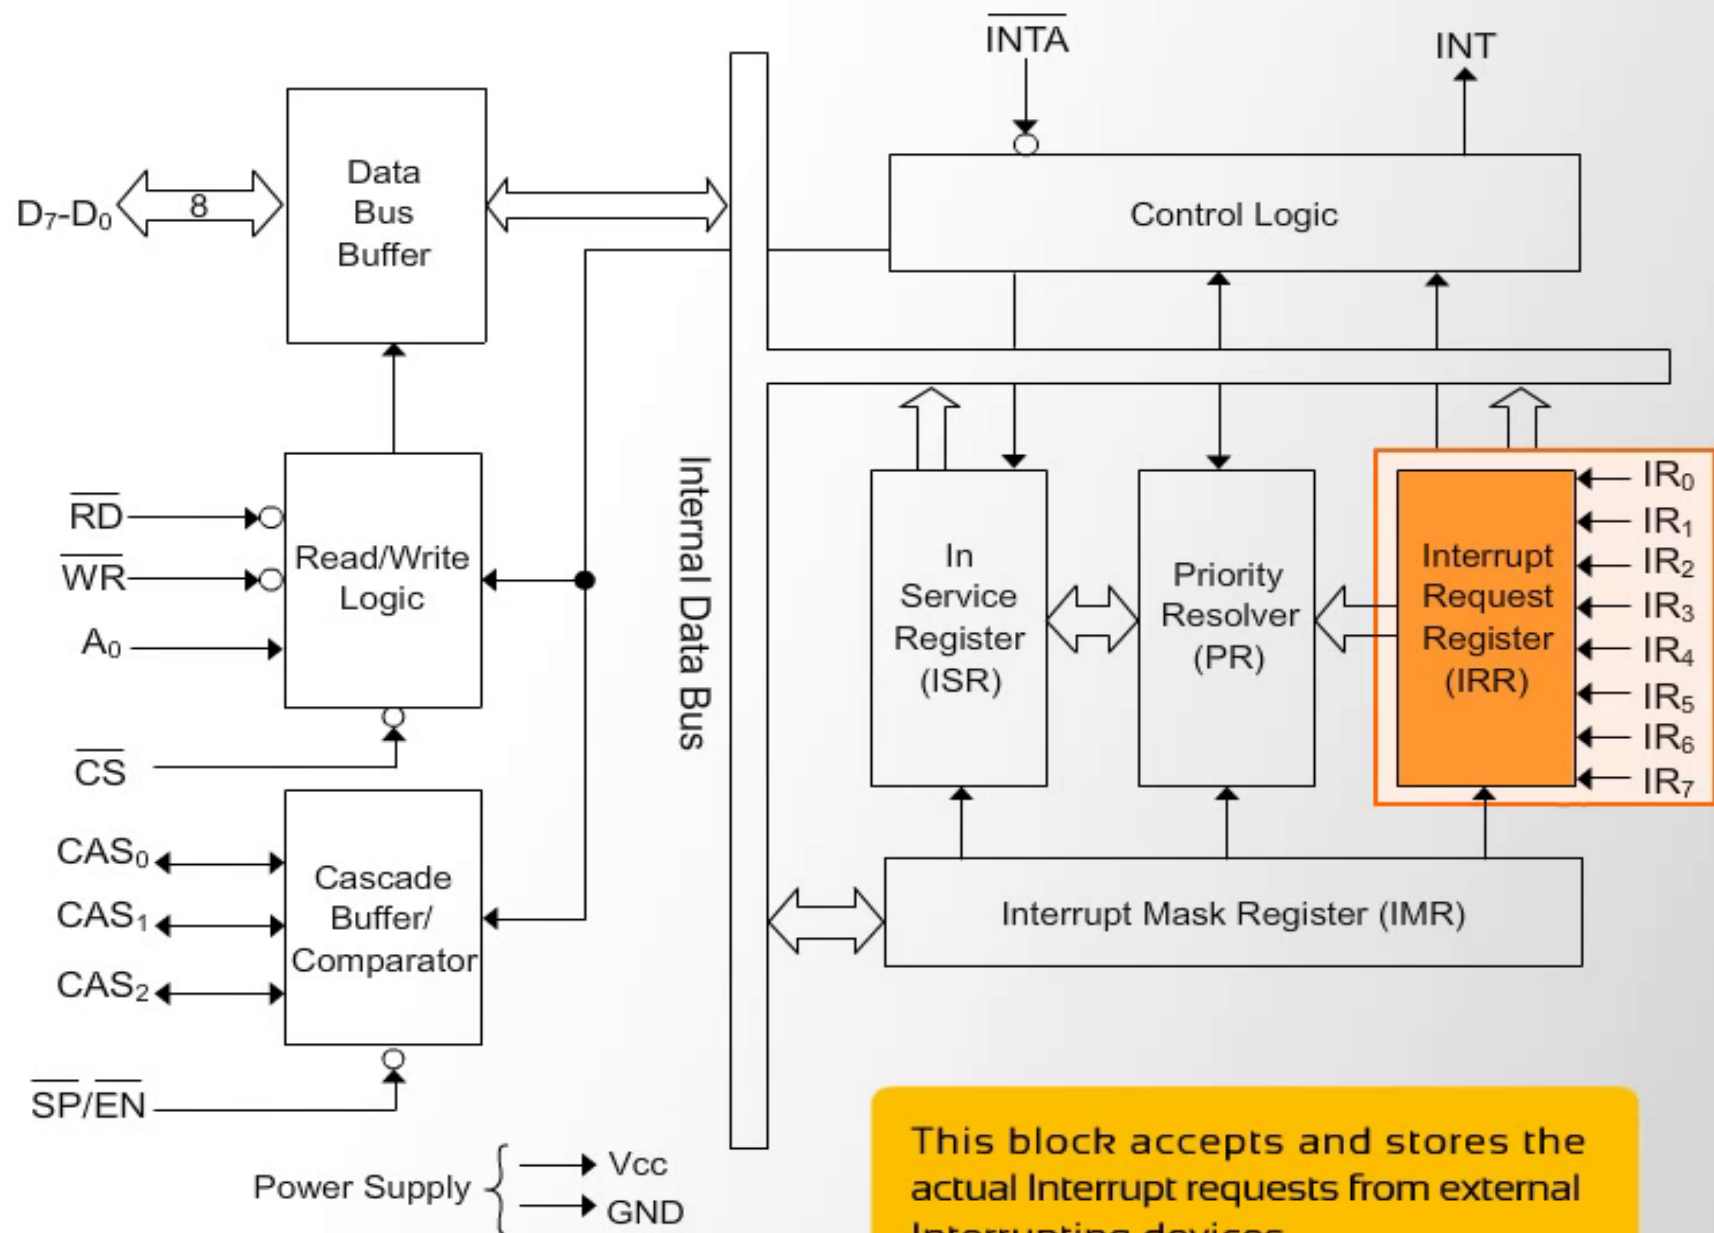 INTA
INT
Data
Bus
Buffer
D₇-D₀
8
Control Logic
Internal Data Bus
RD
WR
A₀
Read/Write
Logic
CS
In
Service
Register
(ISR)
Priority
Resolver
(PR)
Interrupt
Request
Register
(IRR)
IR₀
IR₁
IR₂
IR₃
IR₄
IR₅
IR₆
IR₇
CAS₀
CAS₁
CAS₂
Cascade
Buffer/
Comparator
Interrupt Mask Register (IMR)
SP/EN
Power Supply
Vcc
GND
This block accepts and stores the
actual Interrupt requests from external
Interrupting devices